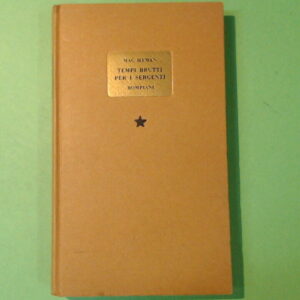 MAC HYMAN
TEMPI BRUTTI
PER I SERGENTI
BOMPIANI